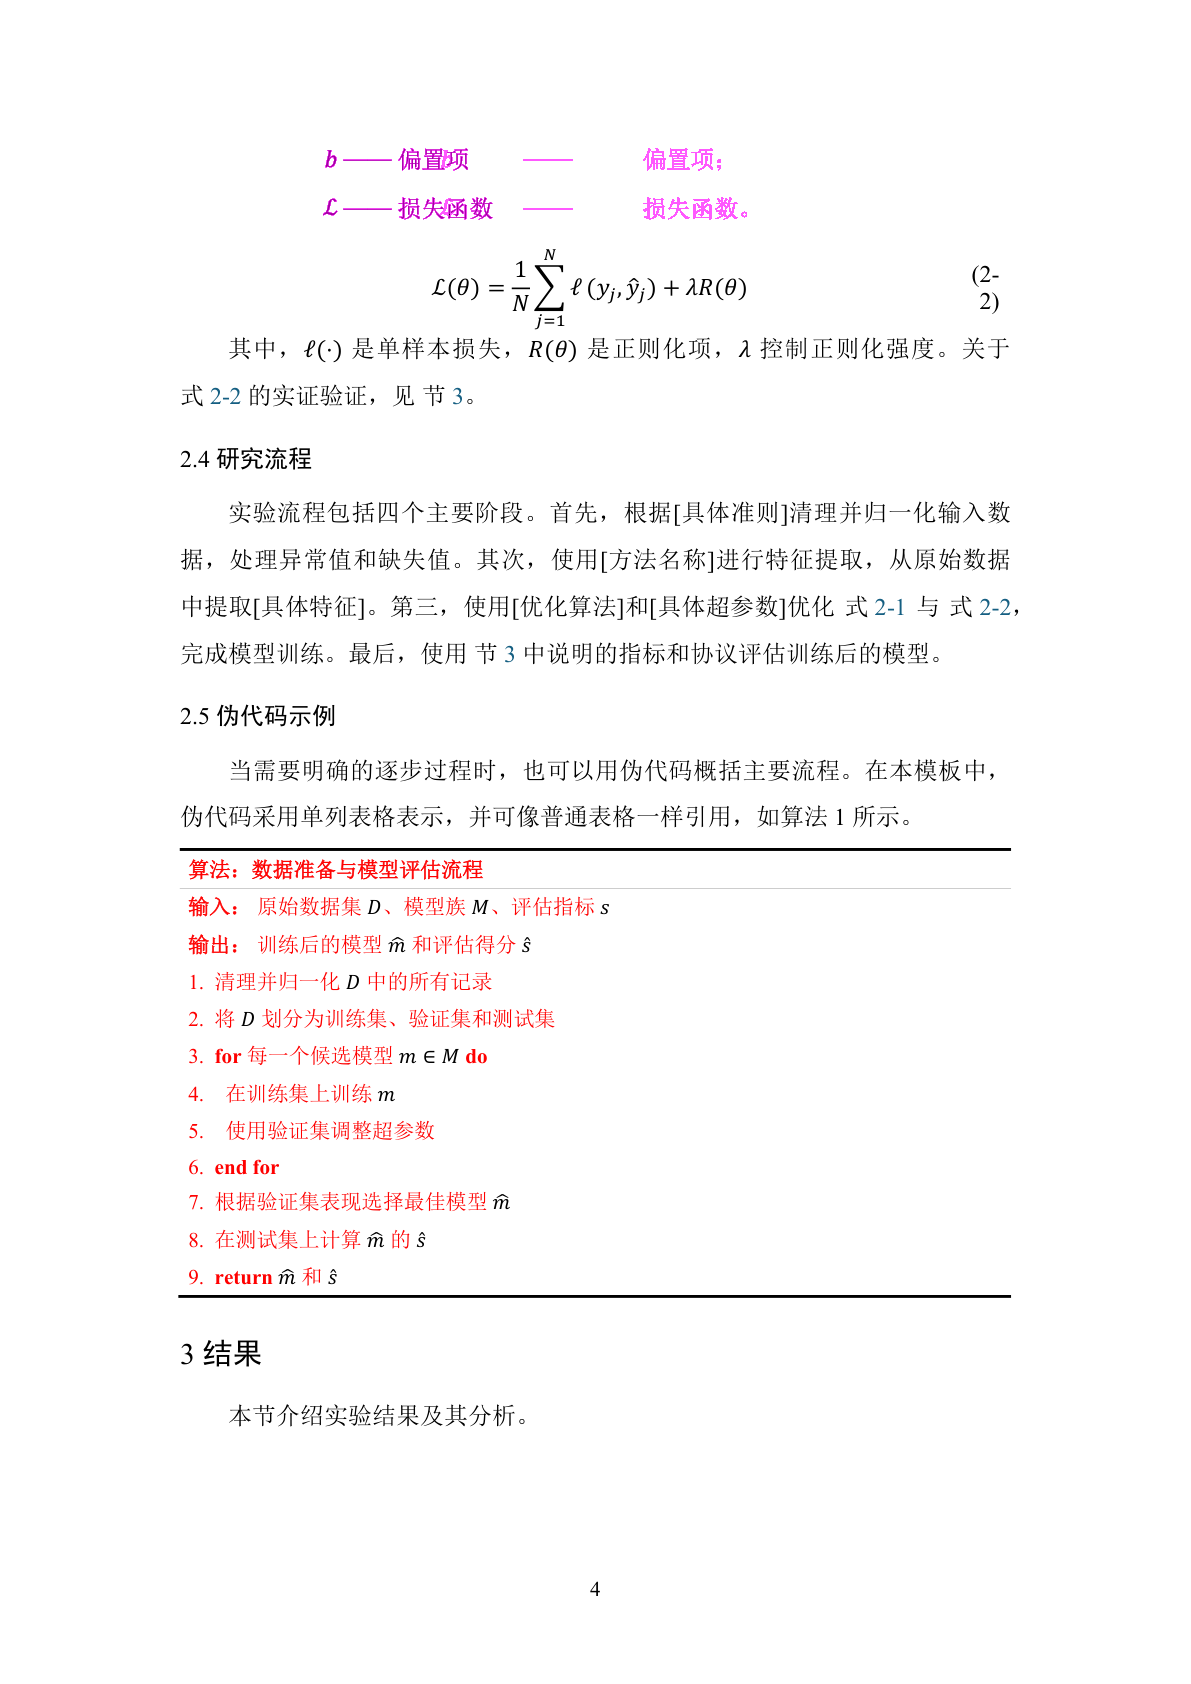 b —— 偏置项 b —— 偏置项；
ℒ —— 损失函数 ℒ —— 损失函数。
ℒ(θ) = 1/N ∑_{j=1}^{N} ℓ (y_j, ŷ_j) + λR(θ) (2-2)
其中，ℓ(·) 是单样本损失，R(θ) 是正则化项，λ 控制正则化强度。关于
式 2-2 的实证验证，见 节 3。
2.4 研究流程
实验流程包括四个主要阶段。首先，根据[具体准则]清理并归一化输入数
据，处理异常值和缺失值。其次，使用[方法名称]进行特征提取，从原始数据
中提取[具体特征]。第三，使用[优化算法]和[具体超参数]优化 式 2-1 与 式 2-2，
完成模型训练。最后，使用 节 3 中说明的指标和协议评估训练后的模型。
2.5 伪代码示例
当需要明确的逐步过程时，也可以用伪代码概括主要流程。在本模板中，
伪代码采用单列表格表示，并可像普通表格一样引用，如算法 1 所示。
算法：数据准备与模型评估流程
输入： 原始数据集 D、模型族 M、评估指标 s
输出： 训练后的模型 m̂ 和评估得分 ŝ
1. 清理并归一化 D 中的所有记录
2. 将 D 划分为训练集、验证集和测试集
3. for 每一个候选模型 m ∈ M do
4. 在训练集上训练 m
5. 使用验证集调整超参数
6. end for
7. 根据验证集表现选择最佳模型 m̂
8. 在测试集上计算 m̂ 的 ŝ
9. return m̂ 和 ŝ
3 结果
本节介绍实验结果及其分析。
4